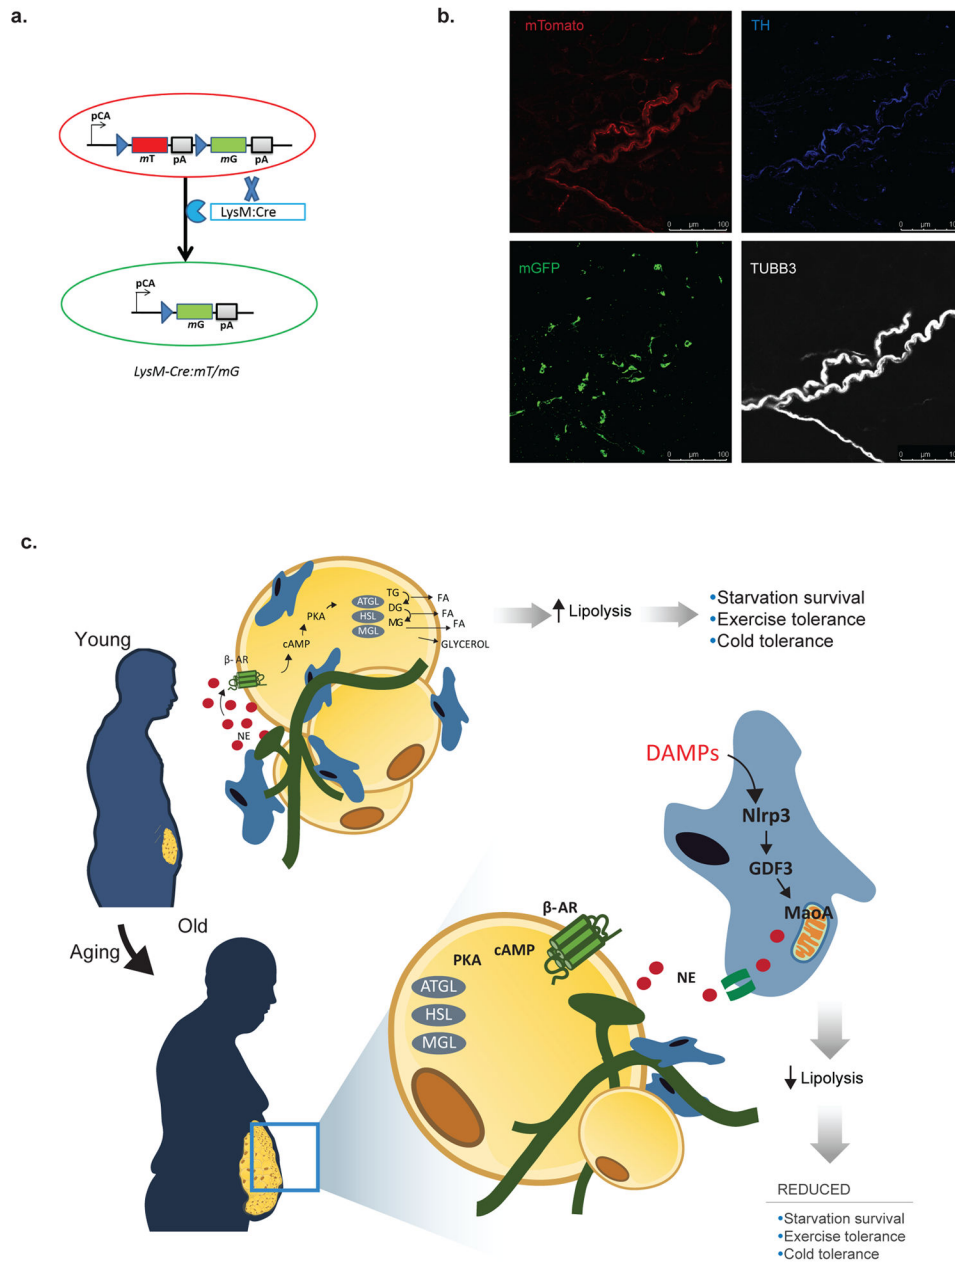 a.
pCA
mT
pA
mG
pA
LysM:Cre
pCA
mG
pA
LysM-Cre:mT/mG
b.
mTomato
TH
0 µm 100
0 µm 10
mGFP
TUBB3
0 µm 100
0 µm 10
c.
Young
β-AR
NE
cAMP
PKA
ATGL
HSL
MGL
TG
DG
MG
FA
FA
FA
GLYCEROL
Lipolysis
•Starvation survival
•Exercise tolerance
•Cold tolerance
Aging
Old
PKA
cAMP
β-AR
ATGL
HSL
MGL
NE
DAMPs
Nlrp3
GDF3
MaoA
Lipolysis
REDUCED
•Starvation survival
•Exercise tolerance
•Cold tolerance